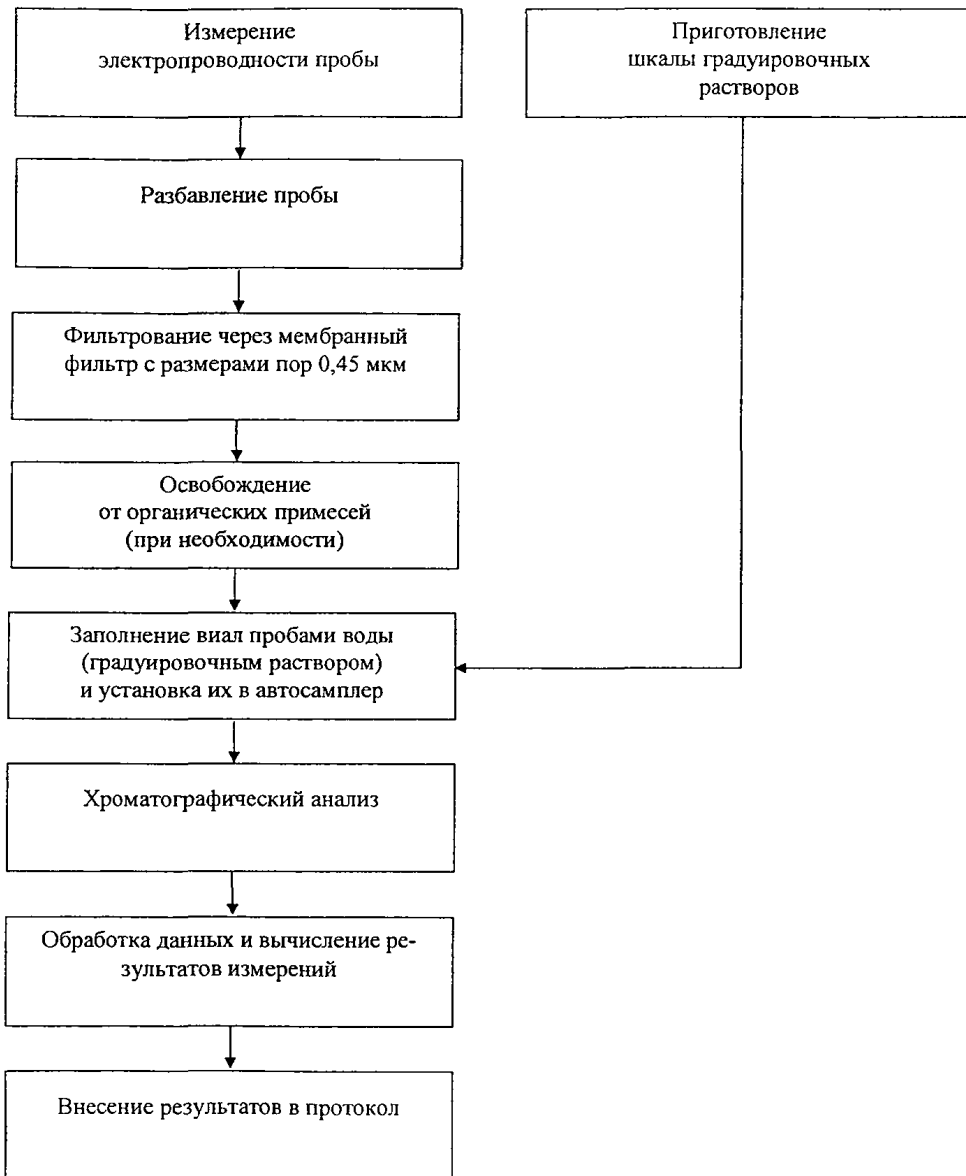 Измерение
электропроводности пробы
Приготовление
шкалы градуировочных
растворов
Разбавление пробы
Фильтрование через мембранный
фильтр с размерами пор 0,45 мкм
Освобождение
от органических примесей
(при необходимости)
Заполнение виал пробами воды
(градуировочным раствором)
и установка их в автосамплер
Хроматографический анализ
Обработка данных и вычисление ре-
зультатов измерений
Внесение результатов в протокол